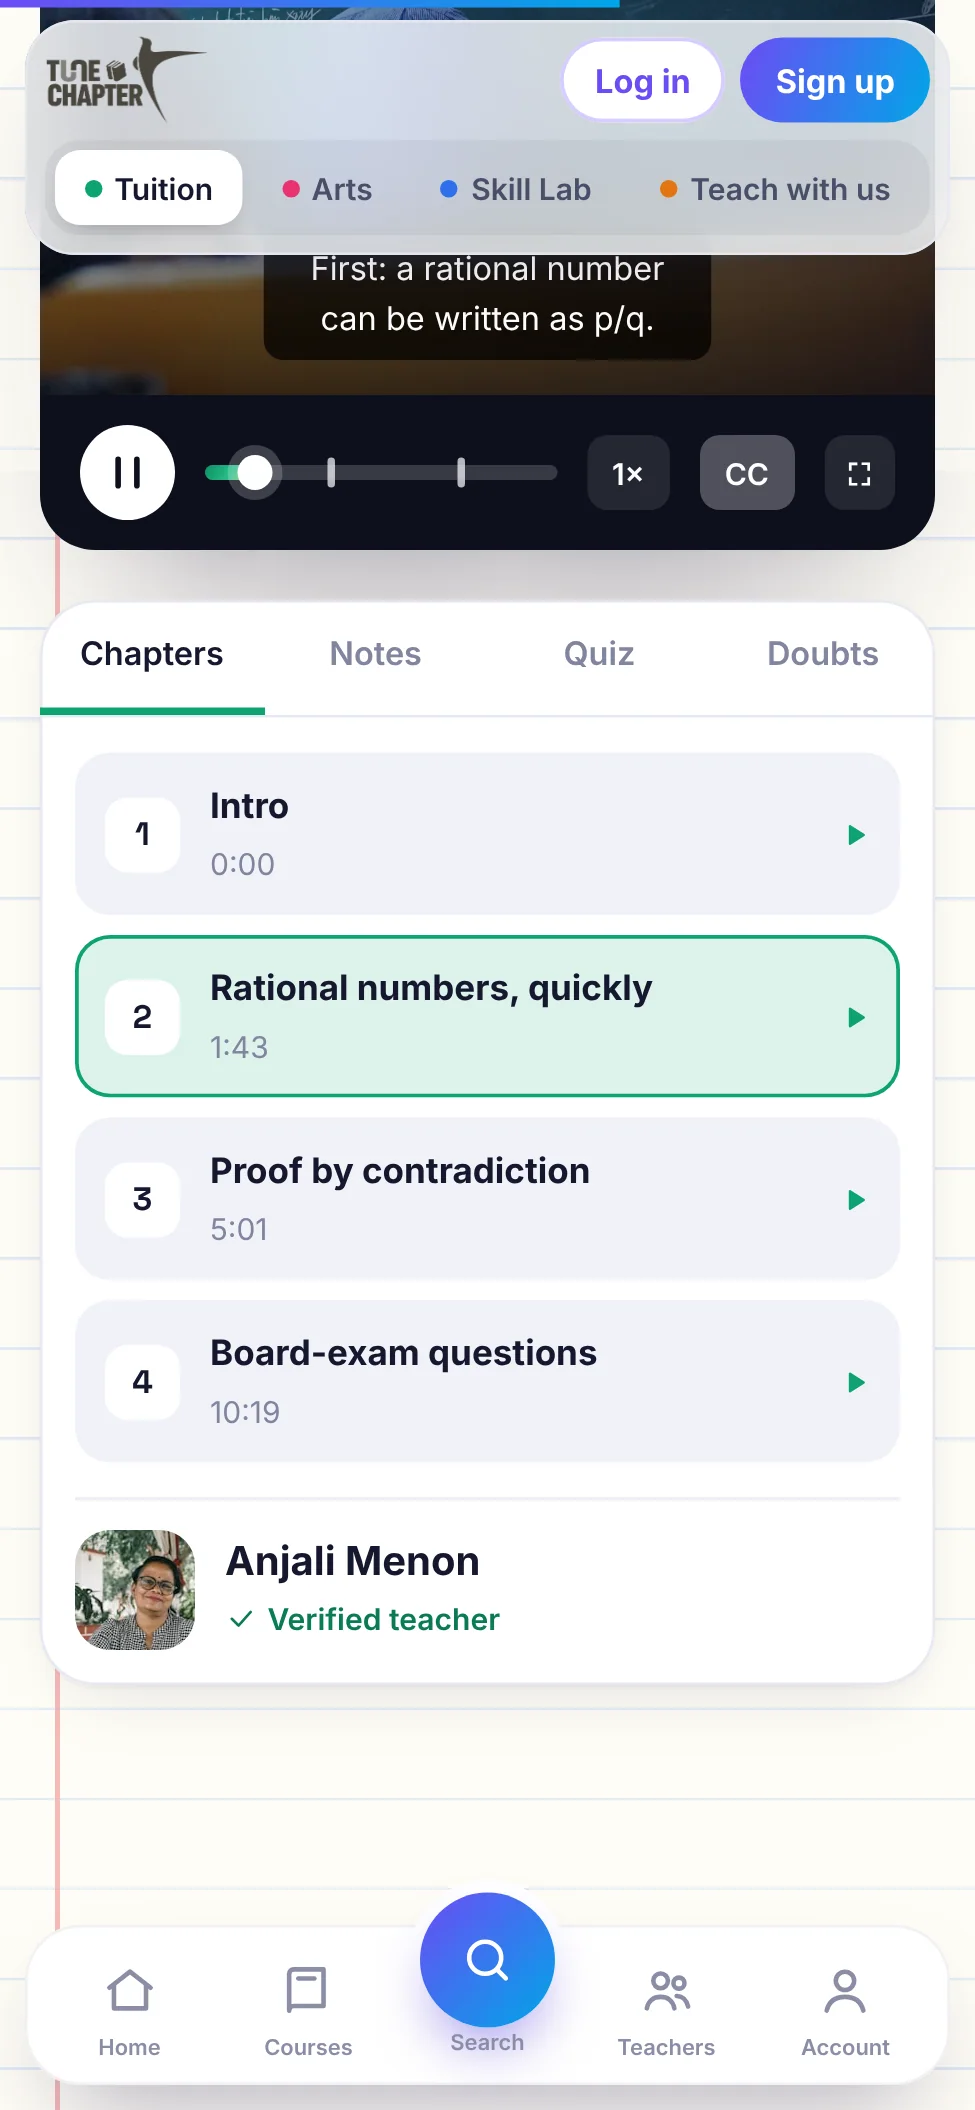 TUNE
CHAPTER
Log in
Sign up
Tuition
Arts
Skill Lab
Teach with us
First: a rational number
can be written as p/q.
1×
CC
Chapters
Notes
Quiz
Doubts
1
Intro
0:00
2
Rational numbers, quickly
1:43
3
Proof by contradiction
5:01
4
Board-exam questions
10:19
Anjali Menon
Verified teacher
Home
Courses
Search
Teachers
Account